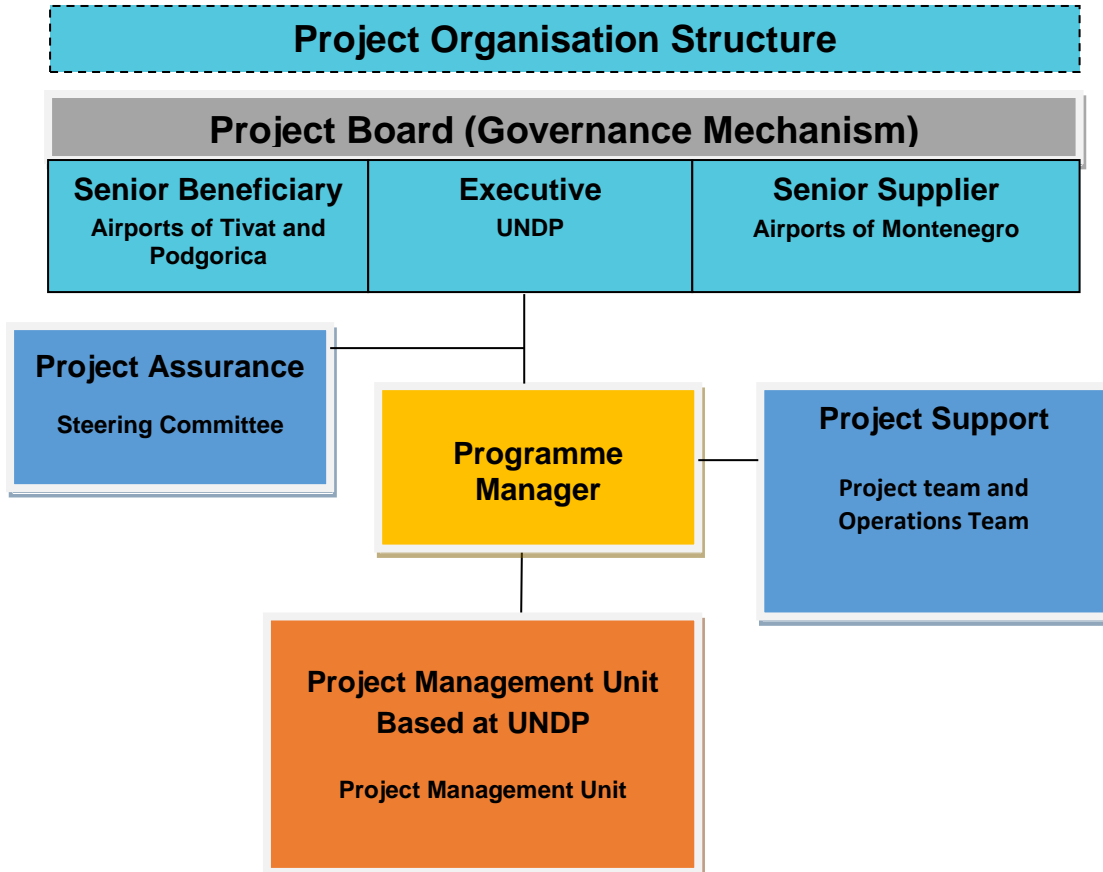 Project Organisation Structure
Project Board (Governance Mechanism)
Senior Beneficiary
Airports of Tivat and
Podgorica
Executive
UNDP
Senior Supplier
Airports of Montenegro
Project Assurance
Steering Committee
Programme
Manager
Project Support
Project team and
Operations Team
Project Management Unit
Based at UNDP
Project Management Unit